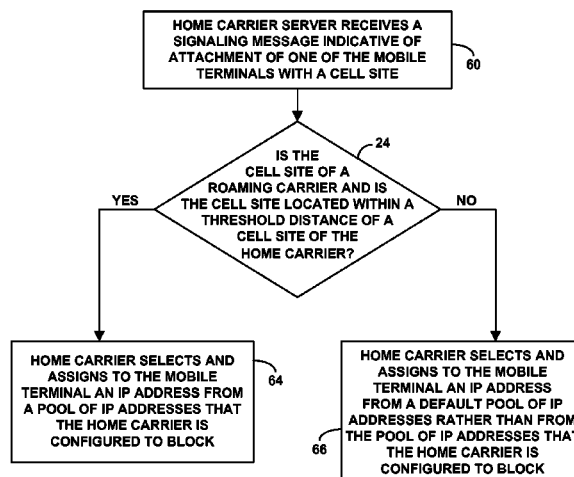 HOME CARRIER SERVER RECEIVES A
SIGNALING MESSAGE INDICATIVE OF
ATTACHMENT OF ONE OF THE MOBILE
TERMINALS WITH A CELL SITE
60
24
IS THE
CELL SITE OF A
ROAMING CARRIER AND IS
THE CELL SITE LOCATED WITHIN A
THRESHOLD DISTANCE OF A
CELL SITE OF THE
HOME CARRIER?
YES
NO
HOME CARRIER SELECTS AND
ASSIGNS TO THE MOBILE
TERMINAL AN IP ADDRESS FROM
A POOL OF IP ADDRESSES THAT
THE HOME CARRIER IS
CONFIGURED TO BLOCK
64
HOME CARRIER SELECTS AND
ASSIGNS TO THE MOBILE
TERMINAL AN IP ADDRESS
FROM A DEFAULT POOL OF IP
ADDRESSES RATHER THAN FROM
THE POOL OF IP ADDRESSES THAT
THE HOME CARRIER IS
CONFIGURED TO BLOCK
66